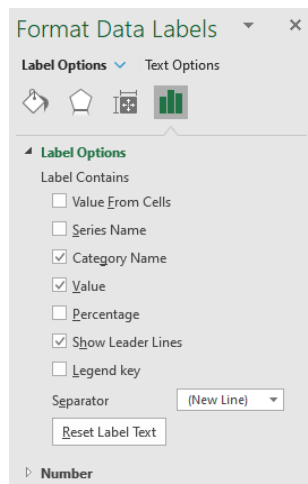 Format Data Labels
Label Options Text Options
Label Options
Label Contains
Value From Cells
Series Name
Category Name
Value
Percentage
Show Leader Lines
Legend key
Separator (New Line)
Reset Label Text
Number